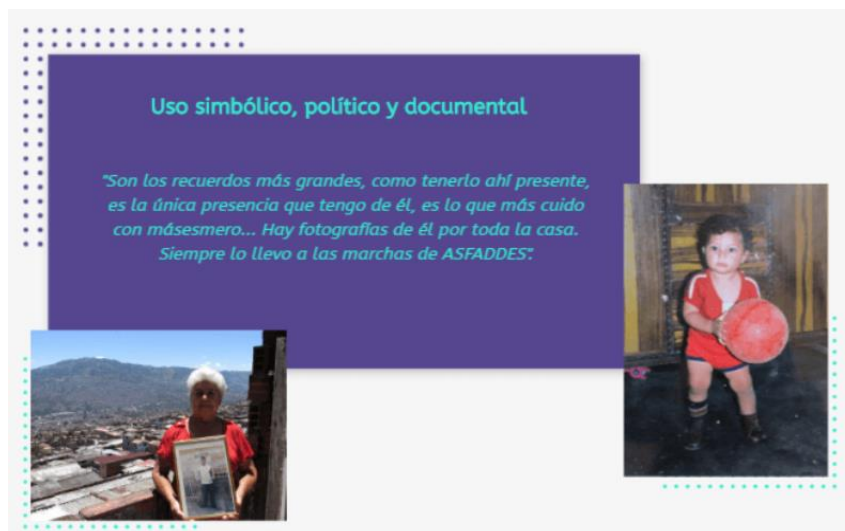 Uso simbólico, político y documental
"Son los recuerdos más grandes, como tenerlo ahí presente,
es la única presencia que tengo de él, es lo que más cuido
con másesmero... Hay fotografías de él por toda la casa.
Siempre lo llevo a las marchas de ASFADDES".